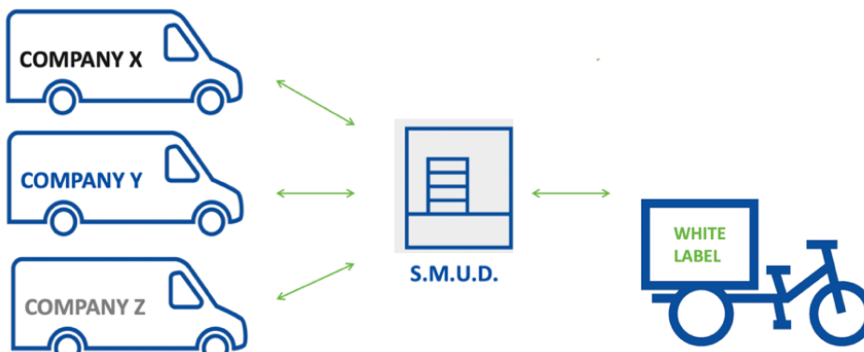 COMPANY X
COMPANY Y
COMPANY Z
S.M.U.D.
WHITE
LABEL